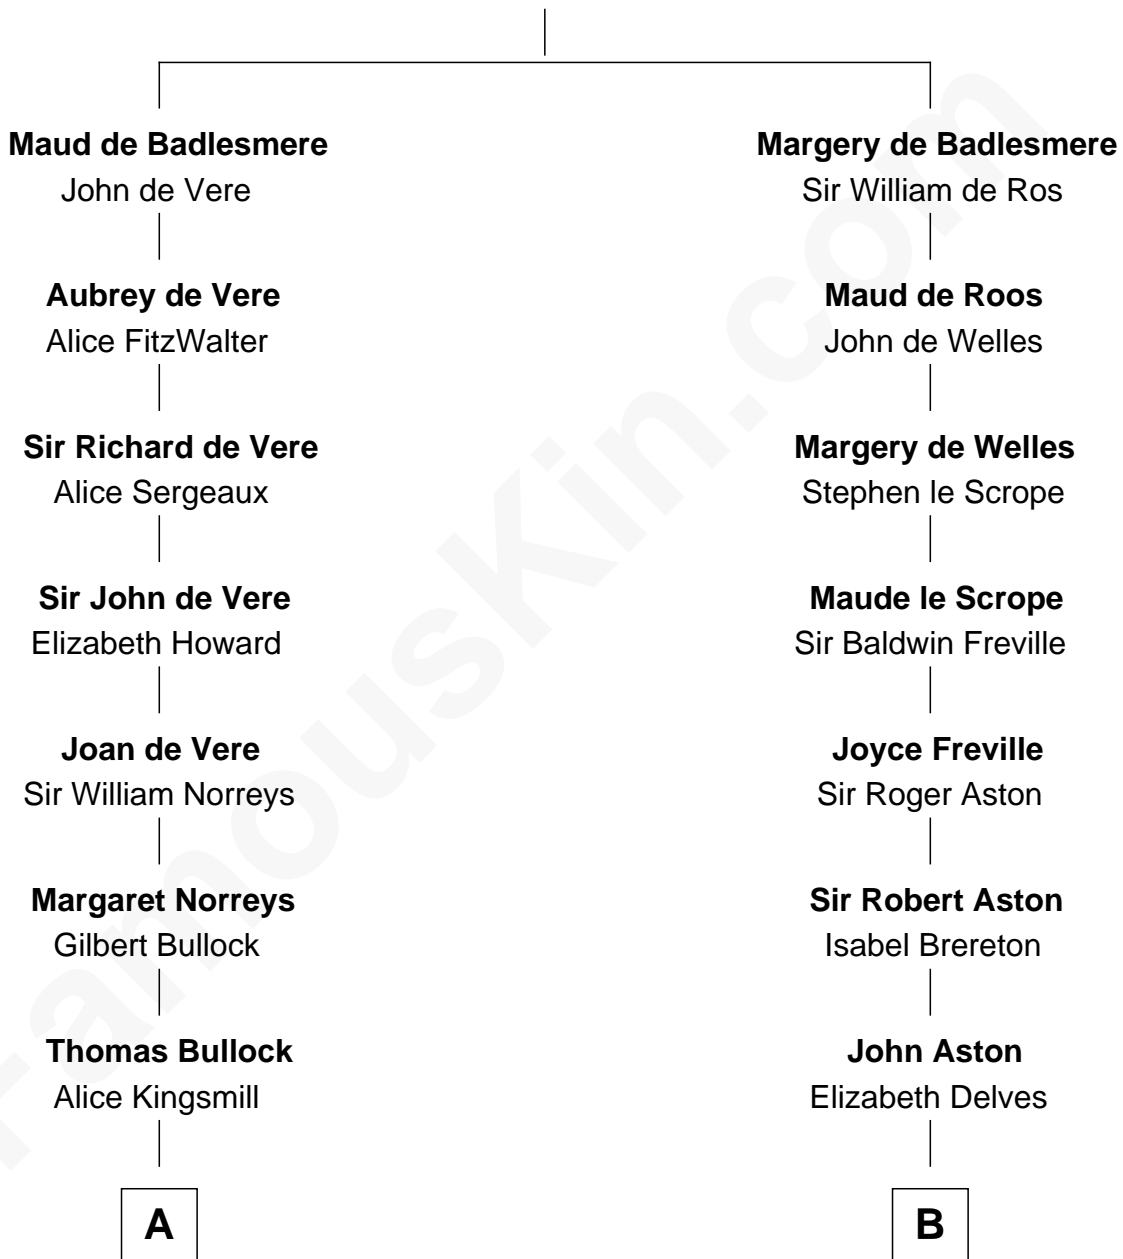 Maud de Badlesmere
John de Vere
Aubrey de Vere
Alice FitzWalter
Sir Richard de Vere
Alice Sergeaux
Sir John de Vere
Elizabeth Howard
Joan de Vere
Sir William Norreys
Margaret Norreys
Gilbert Bullock
Thomas Bullock
Alice Kingsmill
A
Margery de Badlesmere
Sir William de Ros
Maud de Roos
John de Welles
Margery de Welles
Stephen le Scrope
Maude le Scrope
Sir Baldwin Freville
Joyce Freville
Sir Roger Aston
Sir Robert Aston
Isabel Brereton
John Aston
Elizabeth Delves
B
FamousKin.com